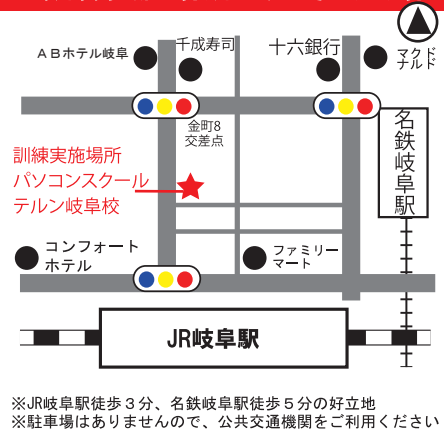 ABホテル岐阜
千成寿司
十六銀行
マクド
ナルド
金町8
交差点
名鉄岐阜駅
訓練実施場所
パソコンスクール
テルン岐阜校
コンフォート
ホテル
ファミリー
マート
JR岐阜駅
※JR岐阜駅徒歩3分、名鉄岐阜駅徒歩5分の好立地
※駐車場はありませんので、公共交通機関をご利用ください